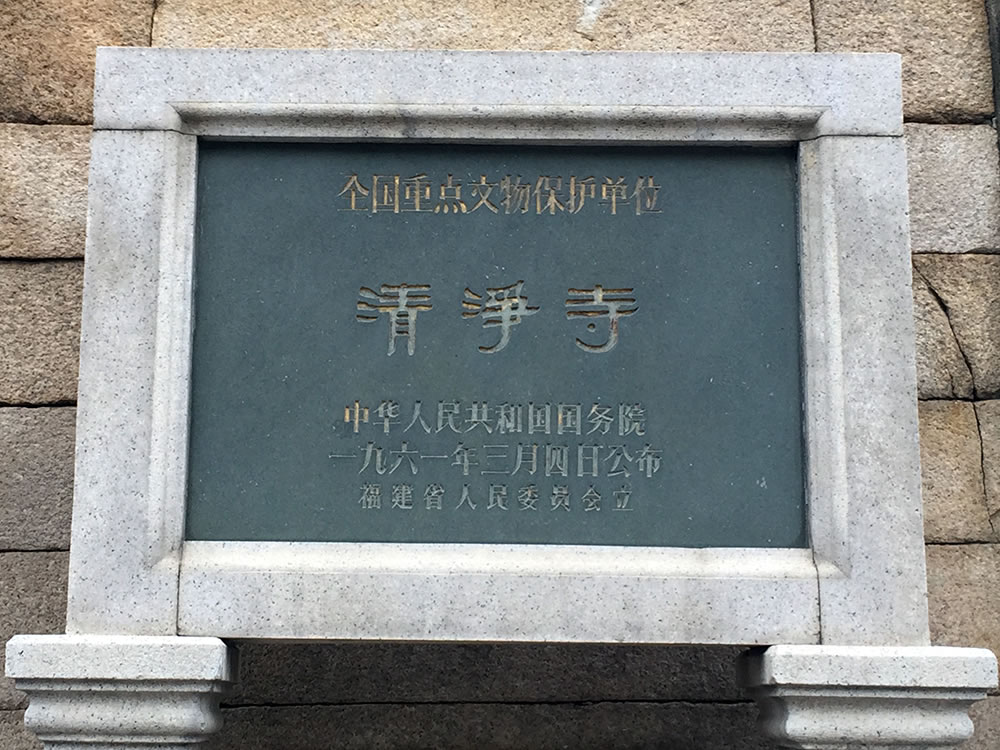 全国重点文物保护单位
清淨寺
中华人民共和国国务院
一九六一年三月四日公布
福建省人民委员会立